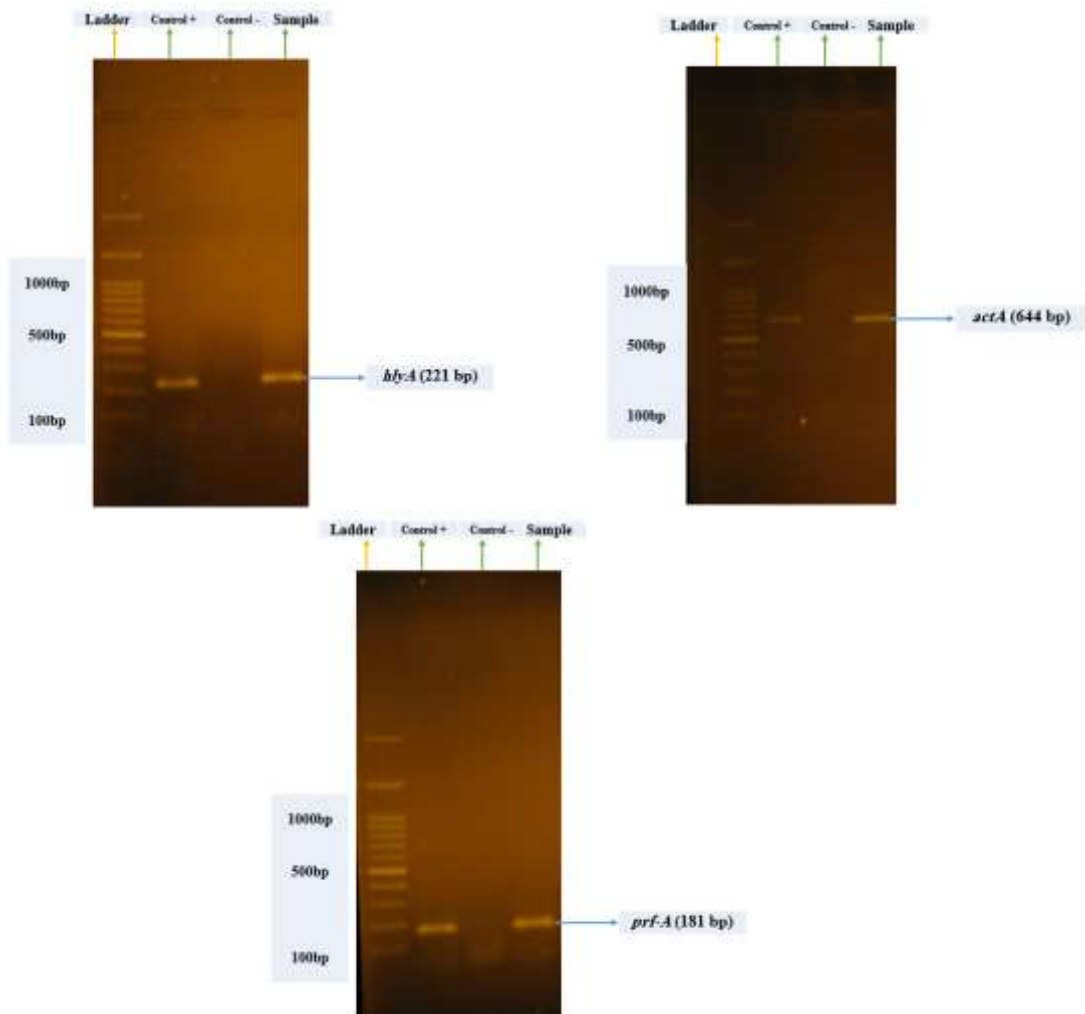 Ladder Control + Control - Sample
1000bp
500bp
hlyA (221 bp)
100bp
Ladder Control + Control - Sample
1000bp
actA (644 bp)
500bp
100bp
Ladder Control + Control - Sample
1000bp
500bp
prf-A (181 bp)
100bp